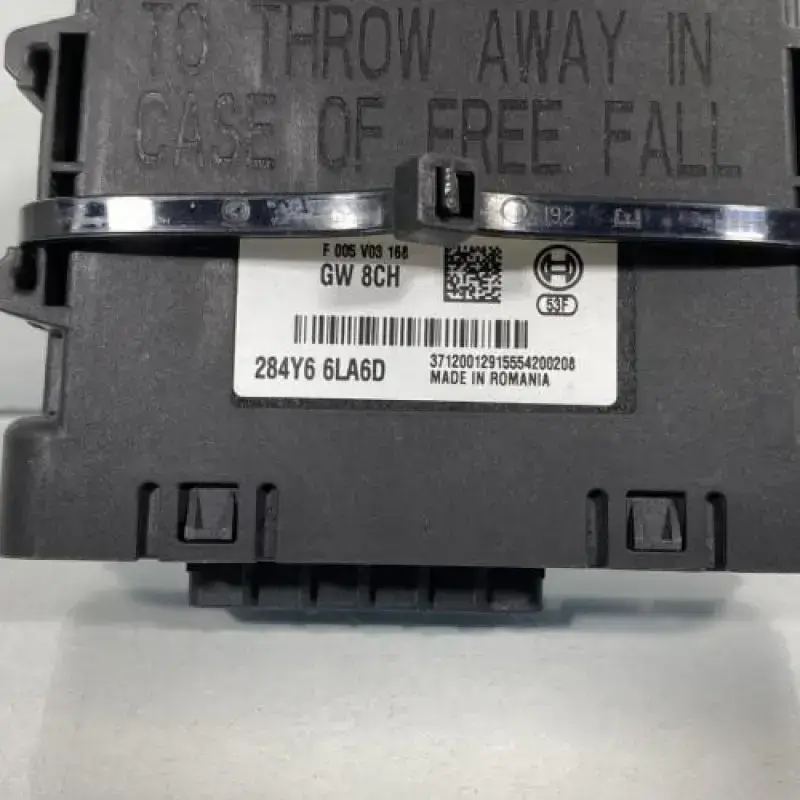 TO THROW AWAY IN
CASE OF FREE FALL
192
F 005 V03 168
GW 8CH
53F
284Y6 6LA6D
37120012915554200208
MADE IN ROMANIA